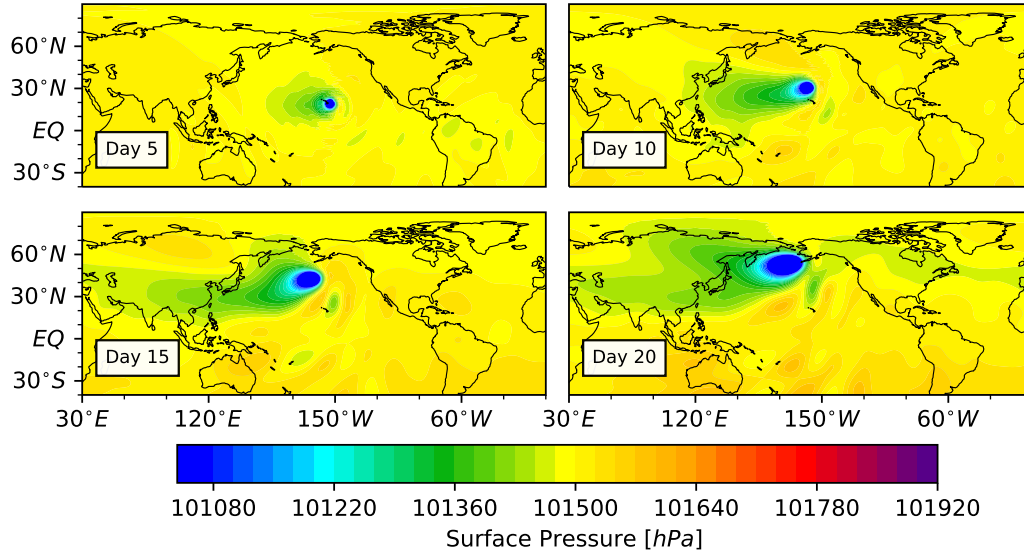 60°N
30°N
EQ
30°S
Day 5
Day 10
60°N
30°N
EQ
30°S
Day 15
Day 20
30°E 120°E 150°W 60°W 30°E 120°E 150°W 60°W
101080 101220 101360 101500 101640 101780 101920
Surface Pressure [hPa]